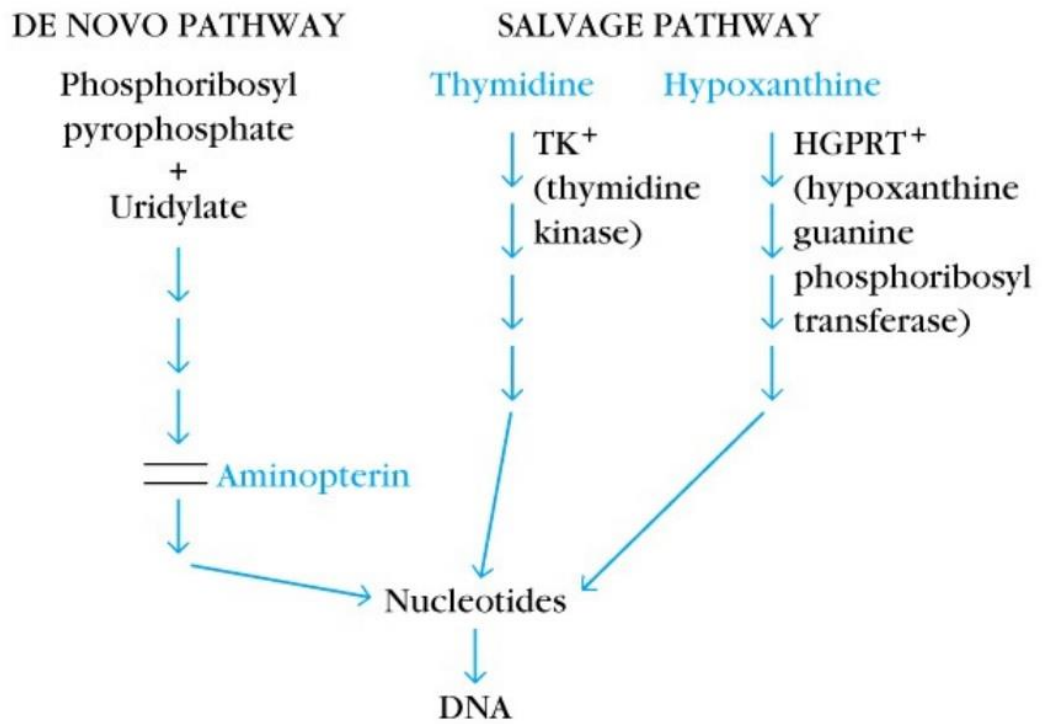 DE NOVO PATHWAY
SALVAGE PATHWAY
Phosphoribosyl
pyrophosphate
+
Uridylate
Aminopterin
Thymidine
TK+
(thymidine
kinase)
Hypoxanthine
HGPRT+
(hypoxanthine
guanine
phosphoribosyl
transferase)
Nucleotides
DNA